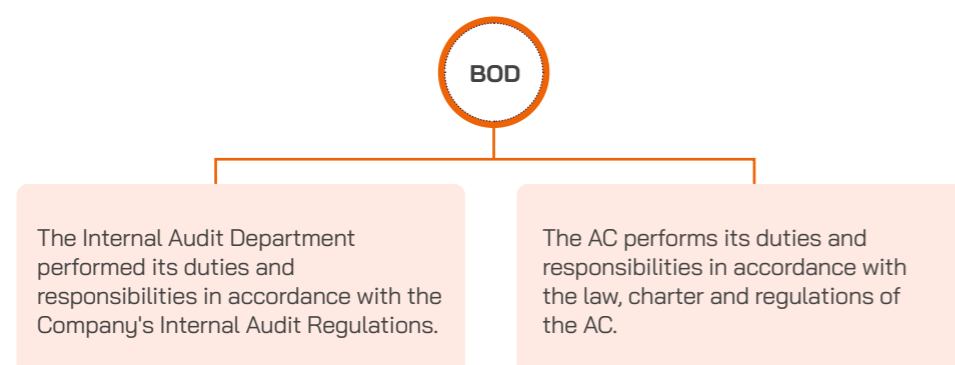 BOD
The Internal Audit Department
performed its duties and
responsibilities in accordance with the
Company's Internal Audit Regulations.
The AC performs its duties and
responsibilities in accordance with
the law, charter and regulations of
the AC.